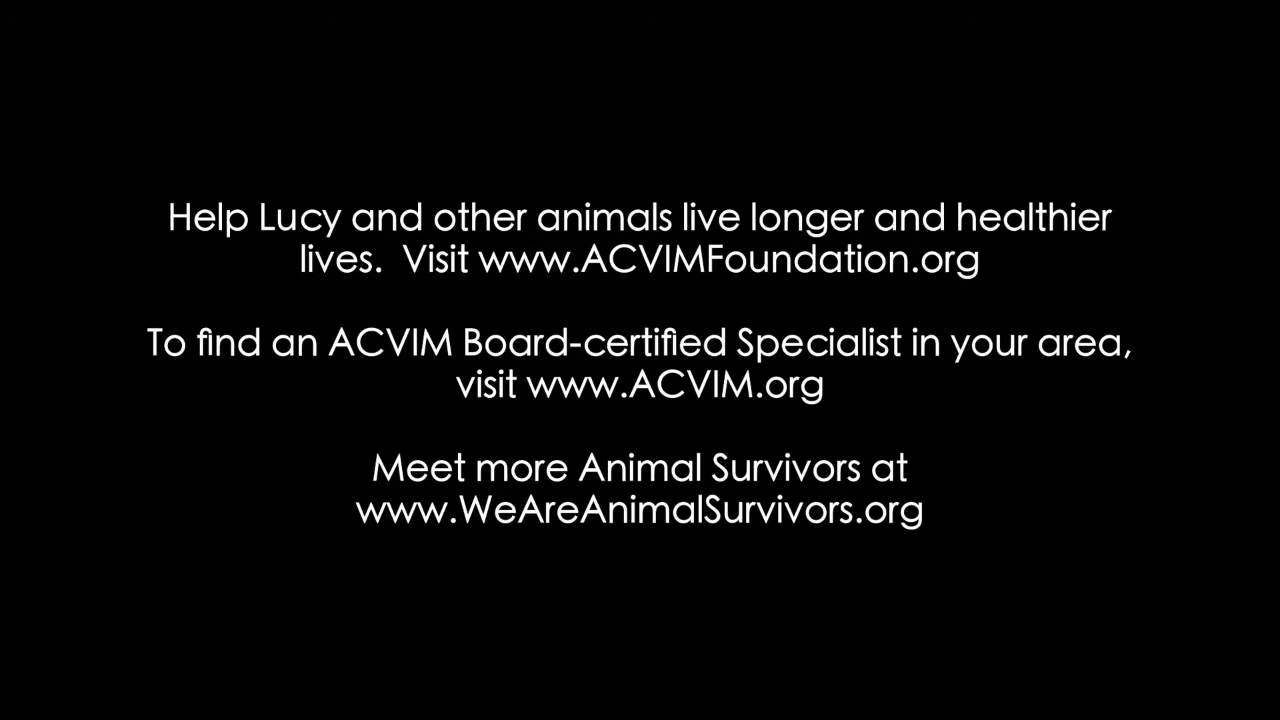 Help Lucy and other animals live longer and healthier
lives.  Visit www.ACVIMFoundation.org
To find an ACVIM Board-certified Specialist in your area,
visit www.ACVIM.org
Meet more Animal Survivors at
www.WeAreAnimalSurvivors.org